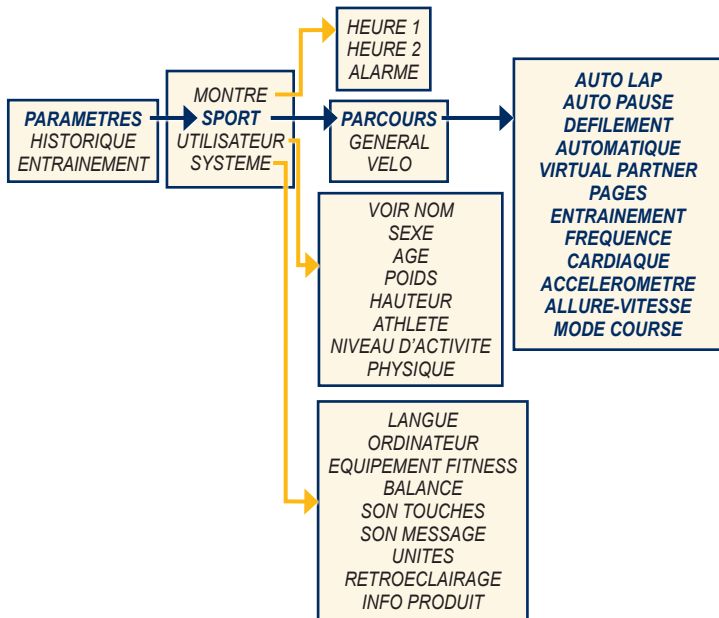 PARAMETRES
HISTORIQUE
ENTRAINEMENT
MONTRE
SPORT
UTILISATEUR
SYSTEME
HEURE 1
HEURE 2
ALARME
PARCOURS
GENERAL
VELO
AUTO LAP
AUTO PAUSE
DEFILEMENT
AUTOMATIQUE
VIRTUAL PARTNER
PAGES
ENTRAINEMENT
FREQUENCE
CARDIAQUE
ACCELEROMETRE
ALLURE-VITESSE
MODE COURSE
VOIR NOM
SEXE
AGE
POIDS
HAUTEUR
ATHLETE
NIVEAU D'ACTIVITE
PHYSIQUE
LANGUE
ORDINATEUR
EQUIPEMENT FITNESS
BALANCE
SON TOUCHES
SON MESSAGE
UNITES
RETROECLAIRAGE
INFO PRODUIT